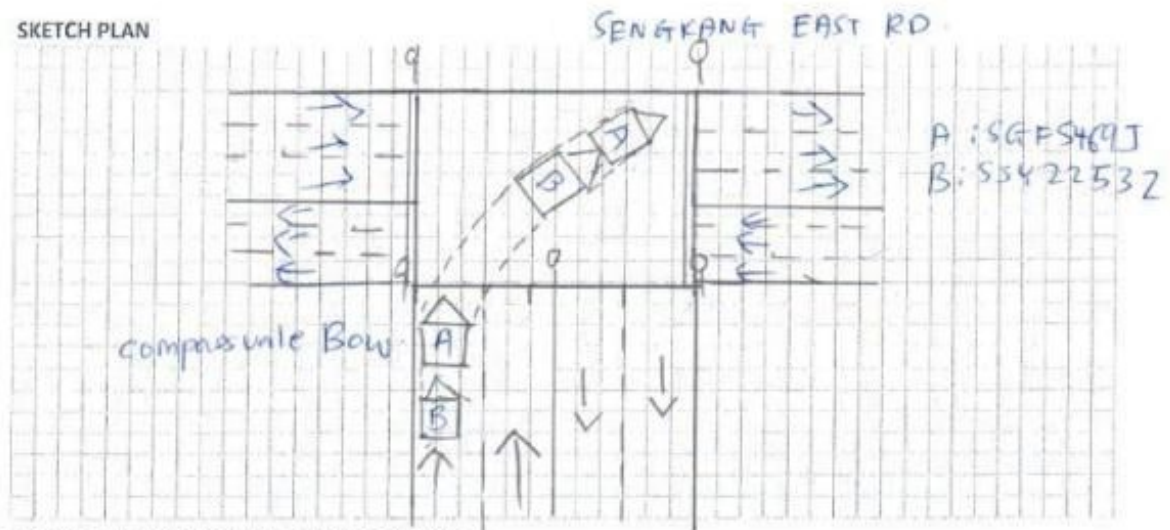 SKETCH PLAN
SENGKANG EAST RD
A : SGF5469J
B : SSY22532
B
A
A
B